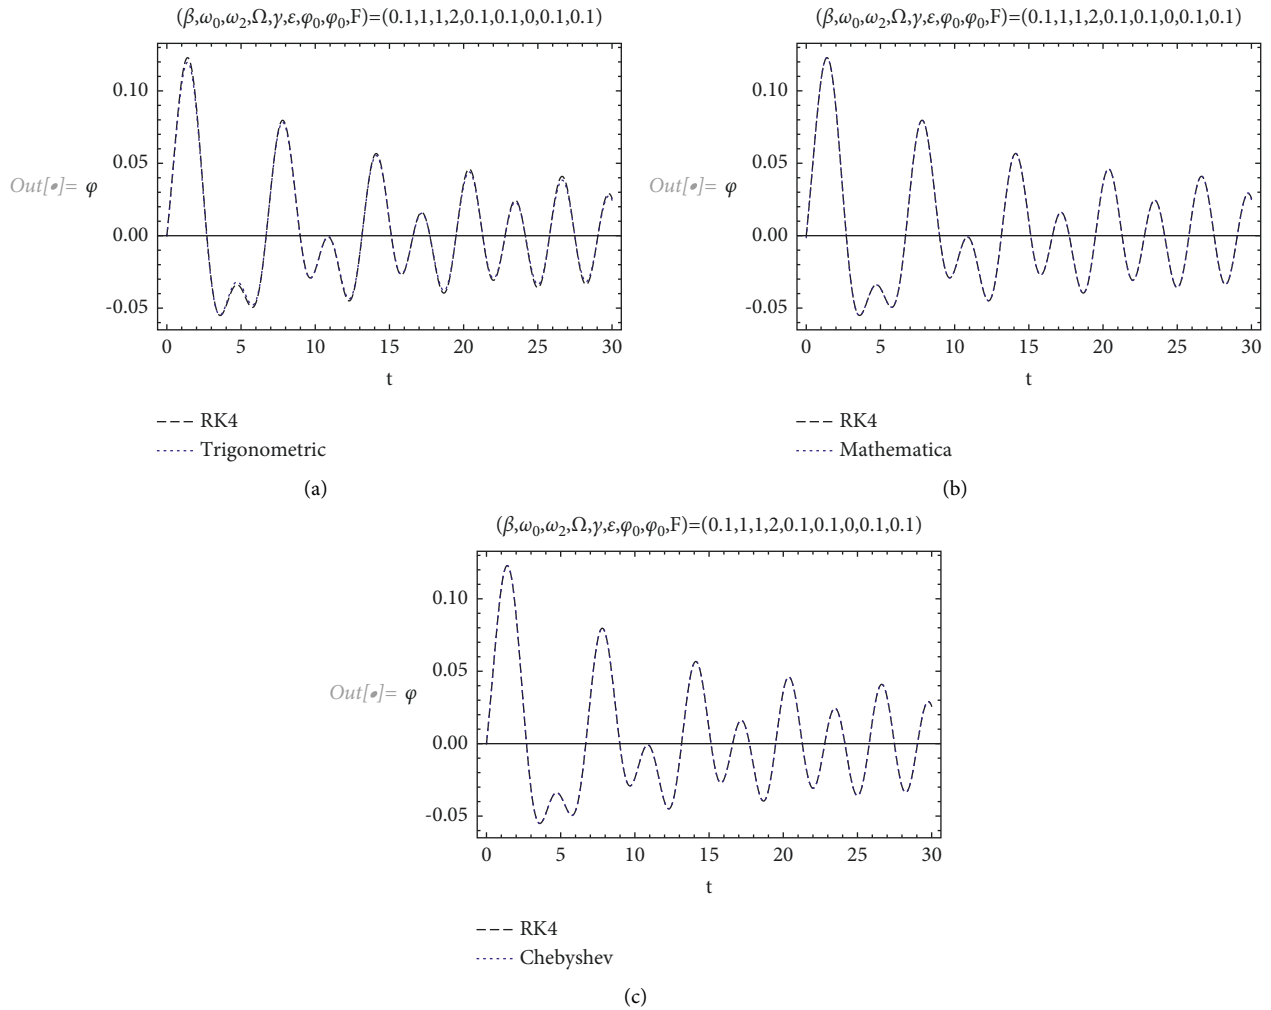 (β,ω₀,ω₂,Ω,γ,ε,φ₀,φ₀,F)=(0.1,1,1,2,0.1,0.1,0,0.1,0.1)
0.10
0.05
Out[•]= φ
0.00
-0.05
0 5 10 15 20 25 30
t
RK4
Trigonometric
(a)
(β,ω₀,ω₂,Ω,γ,ε,φ₀,φ₀,F)=(0.1,1,1,2,0.1,0.1,0,0.1,0.1)
0.10
0.05
Out[•]= φ
0.00
-0.05
0 5 10 15 20 25 30
t
RK4
Mathematica
(b)
(β,ω₀,ω₂,Ω,γ,ε,φ₀,φ₀,F)=(0.1,1,1,2,0.1,0.1,0,0.1,0.1)
0.10
0.05
Out[•]= φ
0.00
-0.05
0 5 10 15 20 25 30
t
RK4
Chebyshev
(c)